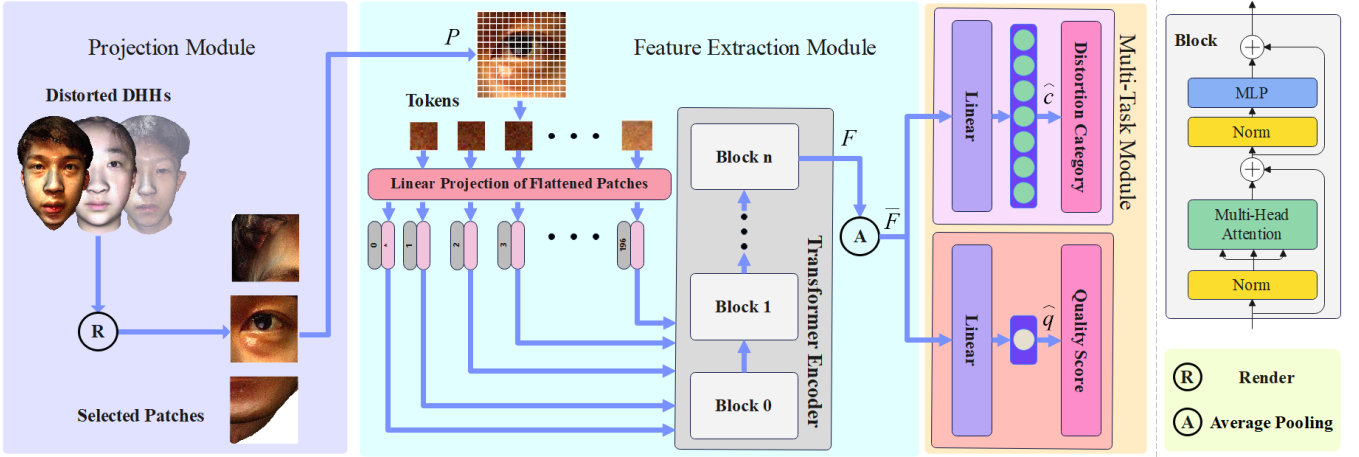 Projection Module
Distorted DHHs
R
Selected Patches
P
Feature Extraction Module
Tokens
Linear Projection of Flattened Patches
0
*
1
2
3
196
Block n
Block 1
Block 0
Transformer Encoder
F
A
F̅
Linear
ĉ
Distortion Category
Linear
q̂
Quality Score
Multi-Task Module
Block
MLP
Norm
Multi-Head
Attention
Norm
R Render
A Average Pooling